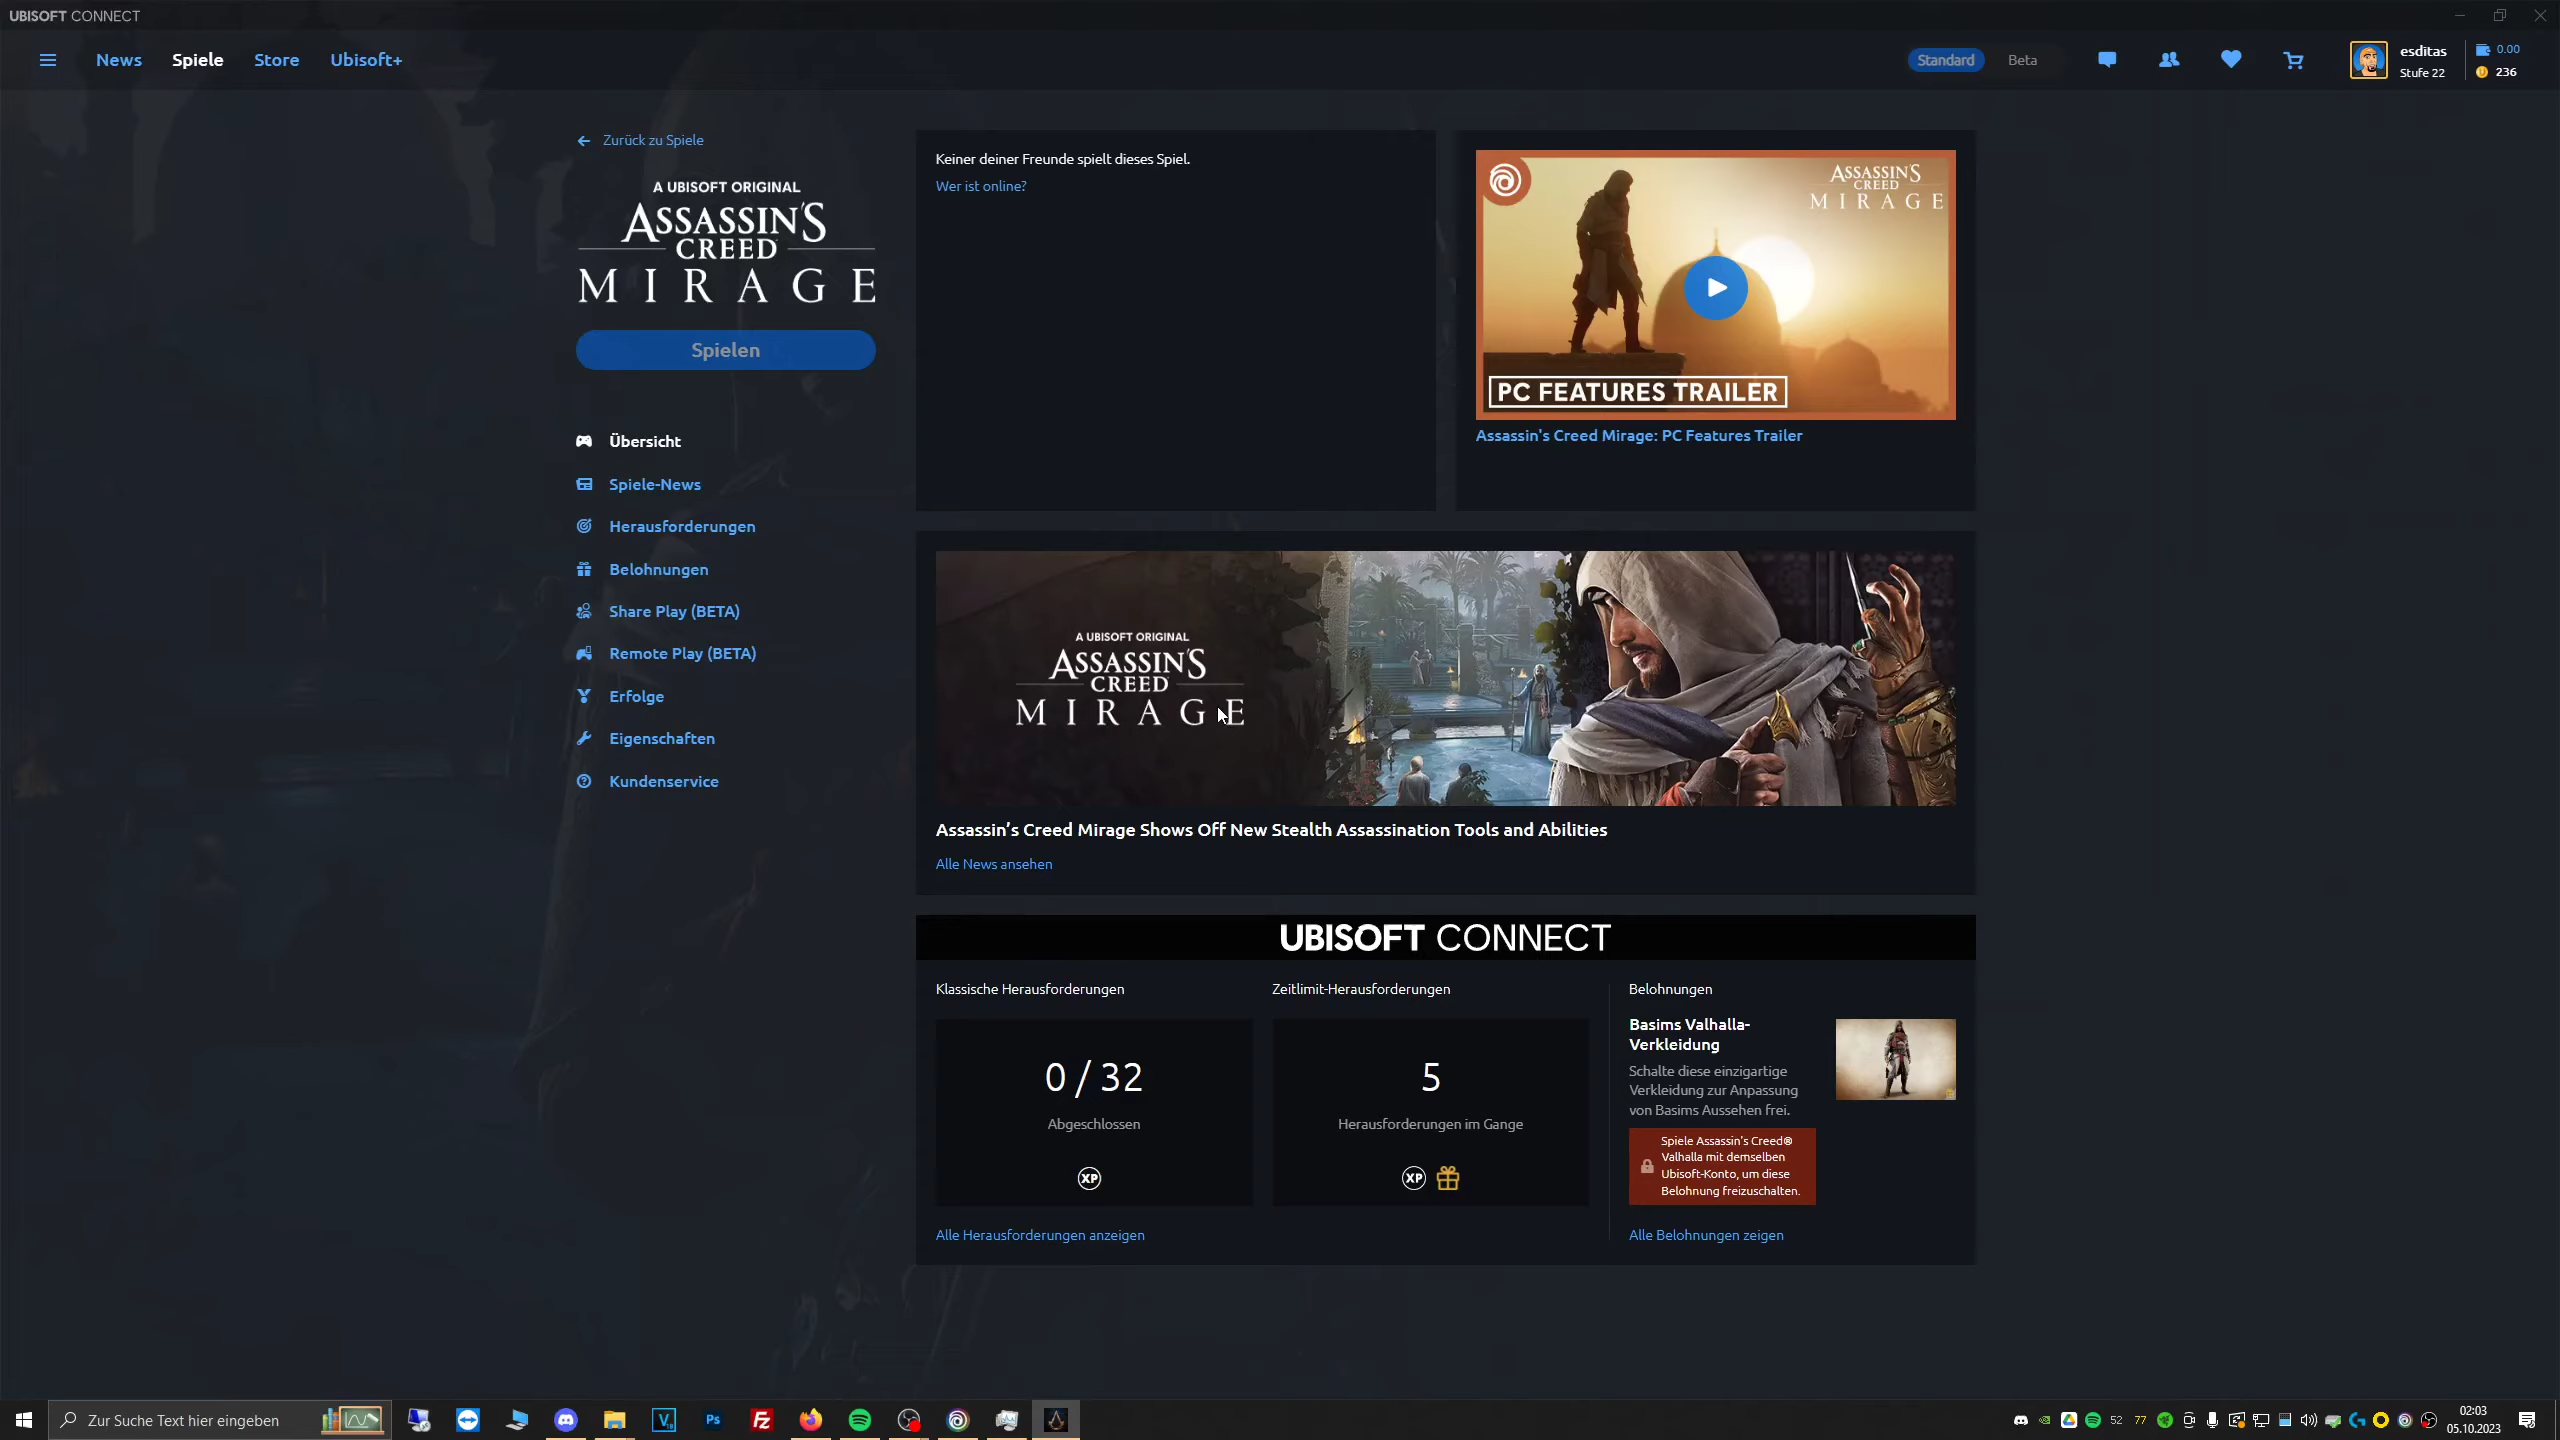 UBISOFT CONNECT
News
Spiele
Store
Ubisoft+
Standard
Beta
esditas
Stufe 22
0.00
236
Zurück zu Spiele
A UBISOFT ORIGINAL
ASSASSIN'S
CREED
MIRAGE
Spielen
Übersicht
Spiele-News
Herausforderungen
Belohnungen
Share Play (BETA)
Remote Play (BETA)
Erfolge
Eigenschaften
Kundenservice
Keiner deiner Freunde spielt dieses Spiel.
Wer ist online?
ASSASSIN'S
CREED
MIRAGE
PC FEATURES TRAILER
Assassin's Creed Mirage: PC Features Trailer
A UBISOFT ORIGINAL
ASSASSIN'S
CREED
MIRAGE
Assassin’s Creed Mirage Shows Off New Stealth Assassination Tools and Abilities
Alle News ansehen
UBISOFT CONNECT
Klassische Herausforderungen
0 / 32
Abgeschlossen
XP
Alle Herausforderungen anzeigen
Zeitlimit-Herausforderungen
5
Herausforderungen im Gange
XP
Belohnungen
Basims Valhalla-
Verkleidung
Schalte diese einzigartige
Verkleidung zur Anpassung
von Basims Aussehen frei.
Spiele Assassin's Creed®
Valhalla mit demselben
Ubisoft-Konto, um diese
Belohnung freizuschalten.
Alle Belohnungen zeigen
Zur Suche Text hier eingeben
Ps
Fz
52
77
02:03
05.10.2023